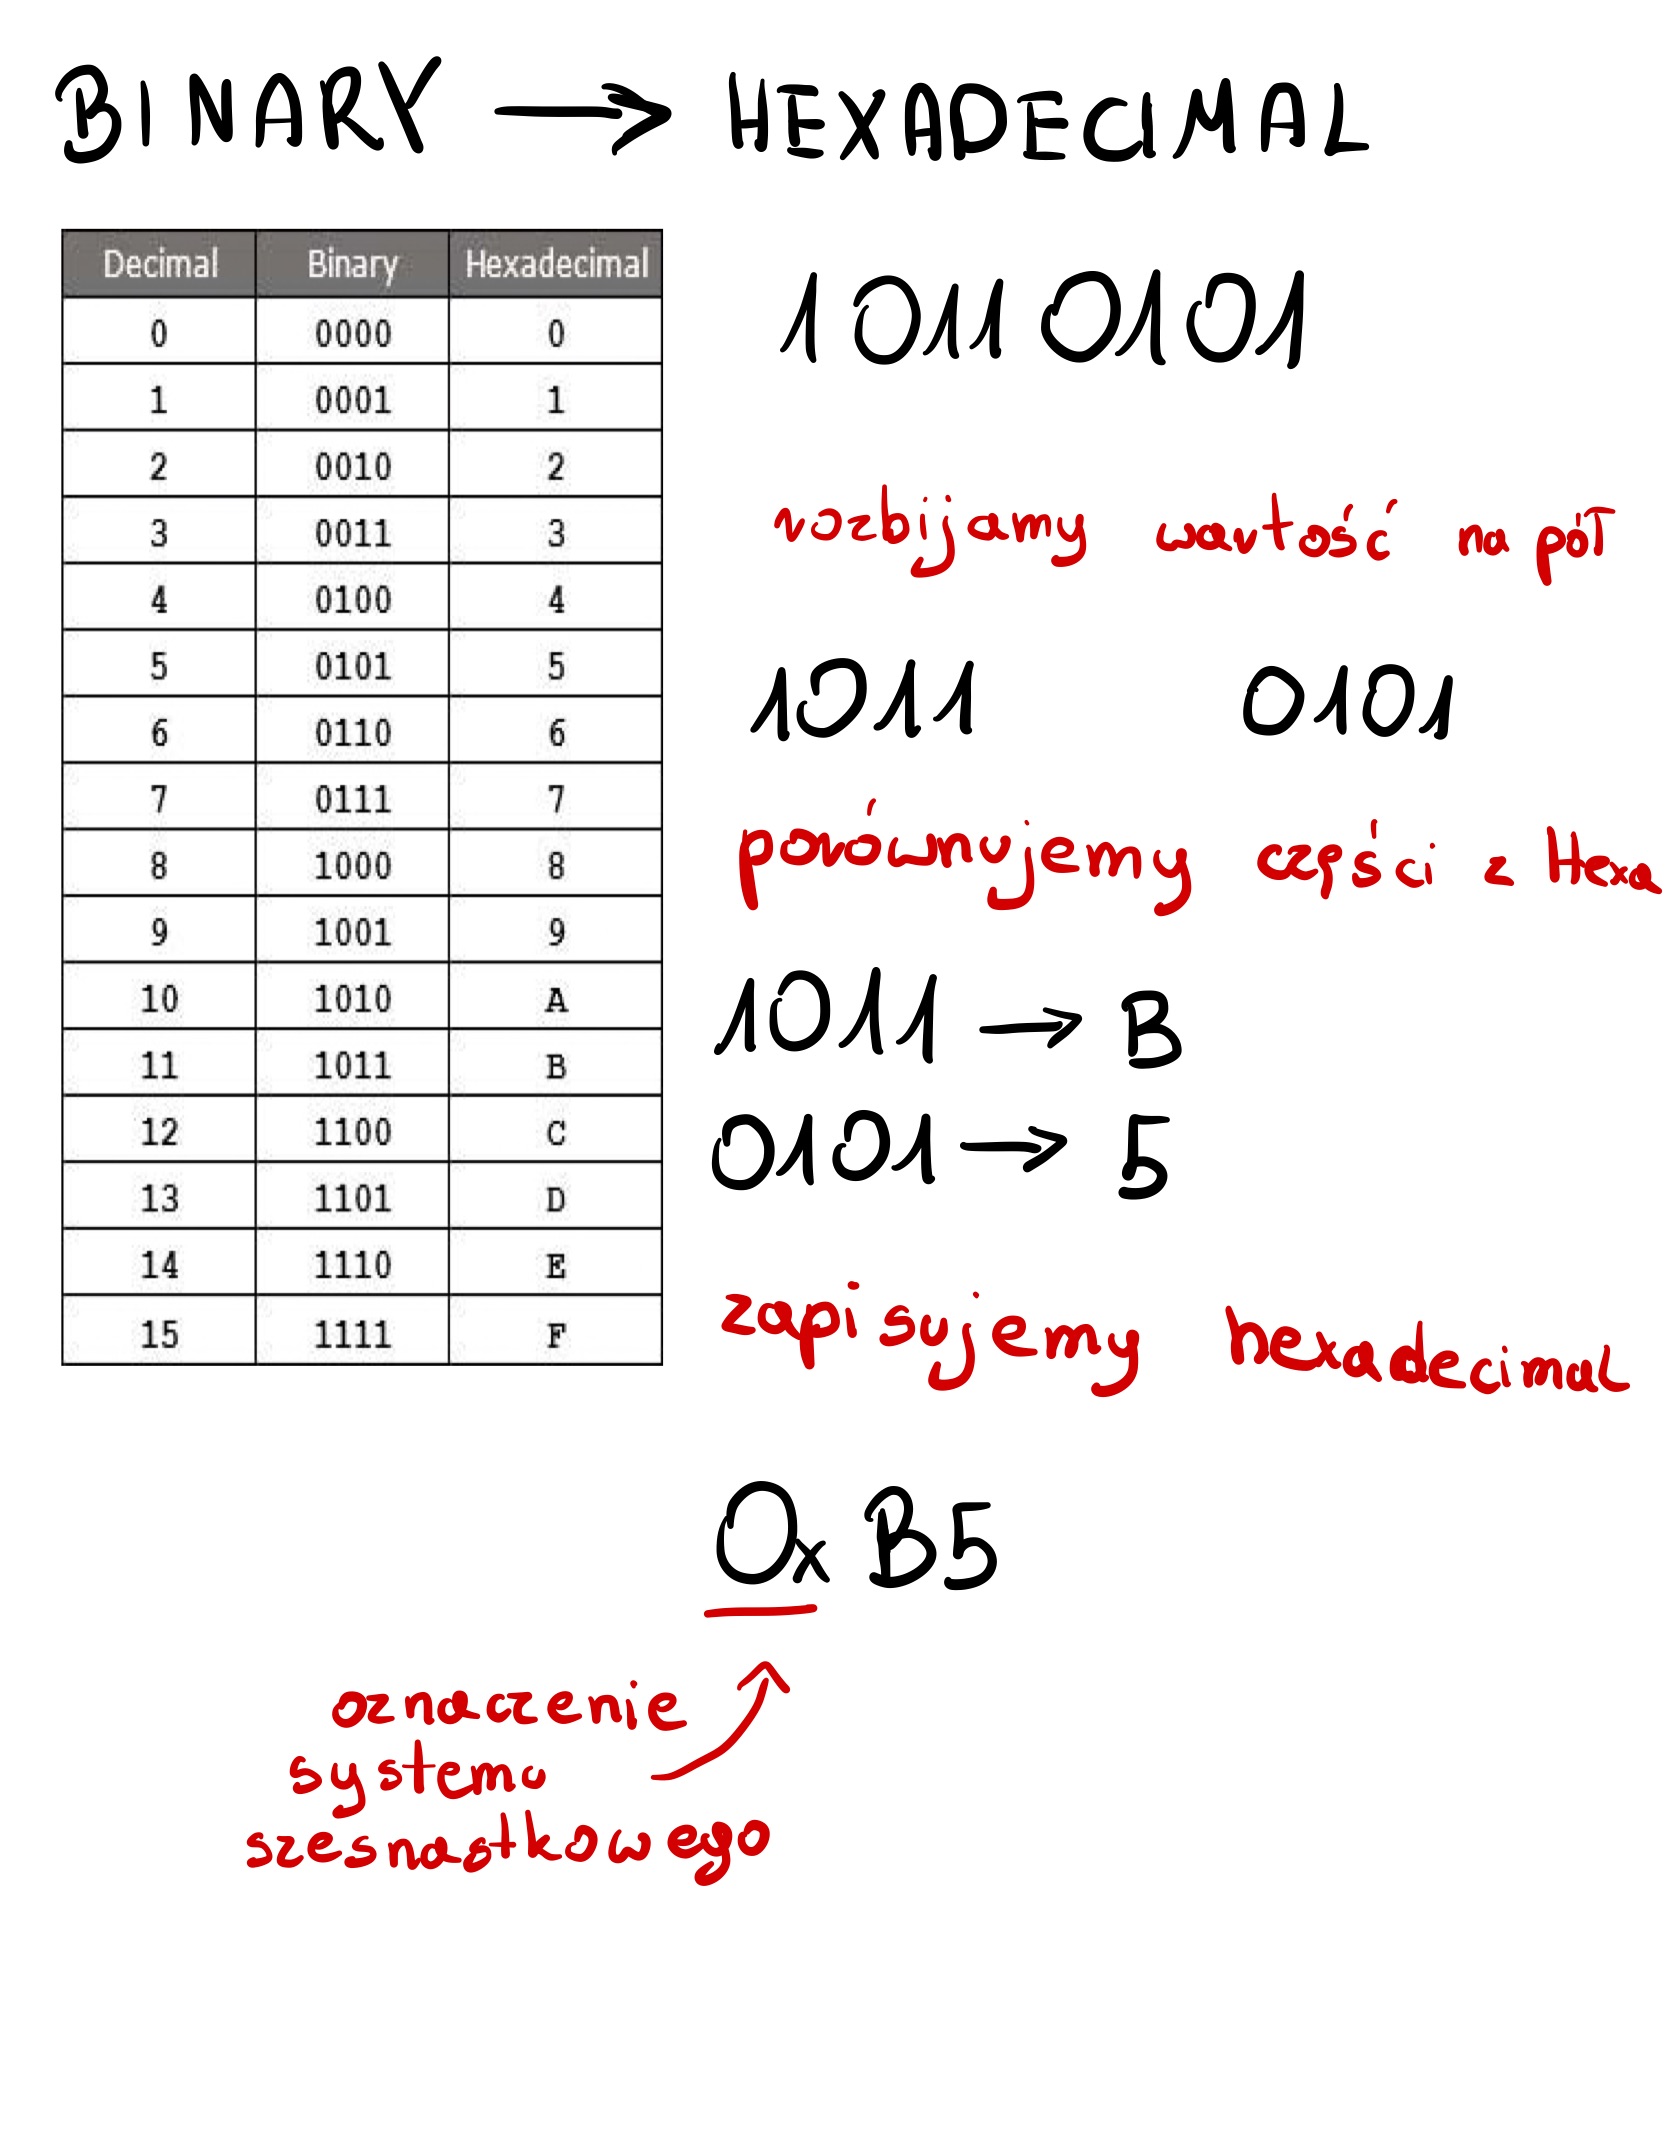 BINARY → HEXADECIMAL
Decimal Binary Hexadecimal
0 0000 0
1 0001 1
2 0010 2
3 0011 3
4 0100 4
5 0101 5
6 0110 6
7 0111 7
8 1000 8
9 1001 9
10 1010 A
11 1011 B
12 1100 C
13 1101 D
14 1110 E
15 1111 F
1011 0101
rozbijamy wartość na pół
1011 0101
porównujemy części z Hexa
1011 → B
0101 → 5
zapisujemy hexadecimal
0x B5
oznaczenie
systemu
szesnastkowego